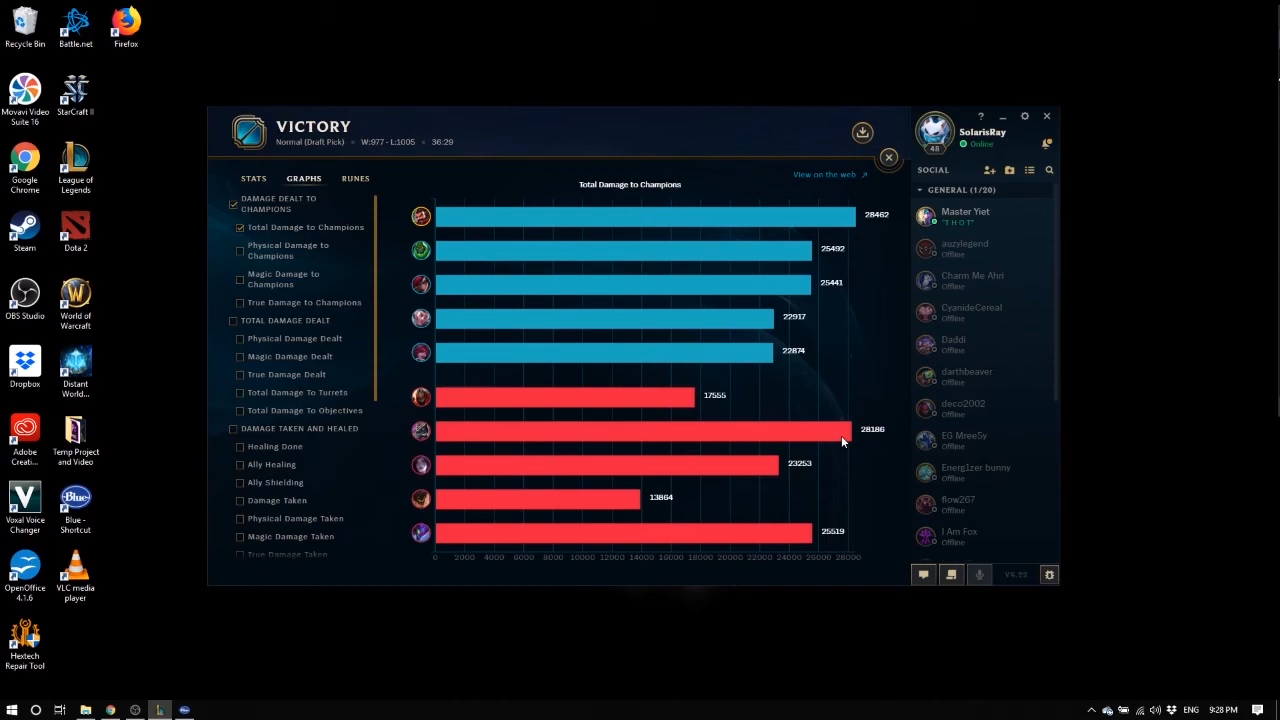 Recycle Bin
Battle.net
Firefox
Movavi Video
Suite 16
StarCraft II
Google
Chrome
League of
Legends
Steam
Dota 2
OBS Studio
World of
Warcraft
Dropbox
Distant
World...
Adobe
Creati...
Temp Project
and Video
Voxal Voice
Changer
Blue -
Shortcut
OpenOffice
4.1.6
VLC media
player
Hextech
Repair Tool
VICTORY
Normal (Draft Pick) • W:977 - L:1005 • 36:29
STATS
GRAPHS
RUNES
View on the web
DAMAGE DEALT TO
CHAMPIONS
Total Damage to Champions
Physical Damage to
Champions
Magic Damage to
Champions
True Damage to Champions
TOTAL DAMAGE DEALT
Physical Damage Dealt
Magic Damage Dealt
True Damage Dealt
Total Damage To Turrets
Total Damage To Objectives
DAMAGE TAKEN AND HEALED
Healing Done
Ally Healing
Ally Shielding
Damage Taken
Physical Damage Taken
Magic Damage Taken
True Damage Taken
Total Damage to Champions
28462
25492
25441
22917
22874
17555
28186
23253
13864
25519
0 2000 4000 6000 8000 10000 12000 14000 16000 18000 20000 22000 24000 26000 28000
?
48
SolarisRay
Online
SOCIAL
GENERAL (1/20)
Master Yiet
"T H O T"
auzylegend
Offline
Charm Me Ahri
Offline
CyanideCereal
Offline
Daddi
Offline
darthbeaver
Offline
deco2002
Offline
EG Mree5y
Offline
Energ1zer bunny
Offline
flow267
Offline
I Am Fox
Offline
V9.22
ENG
9:28 PM